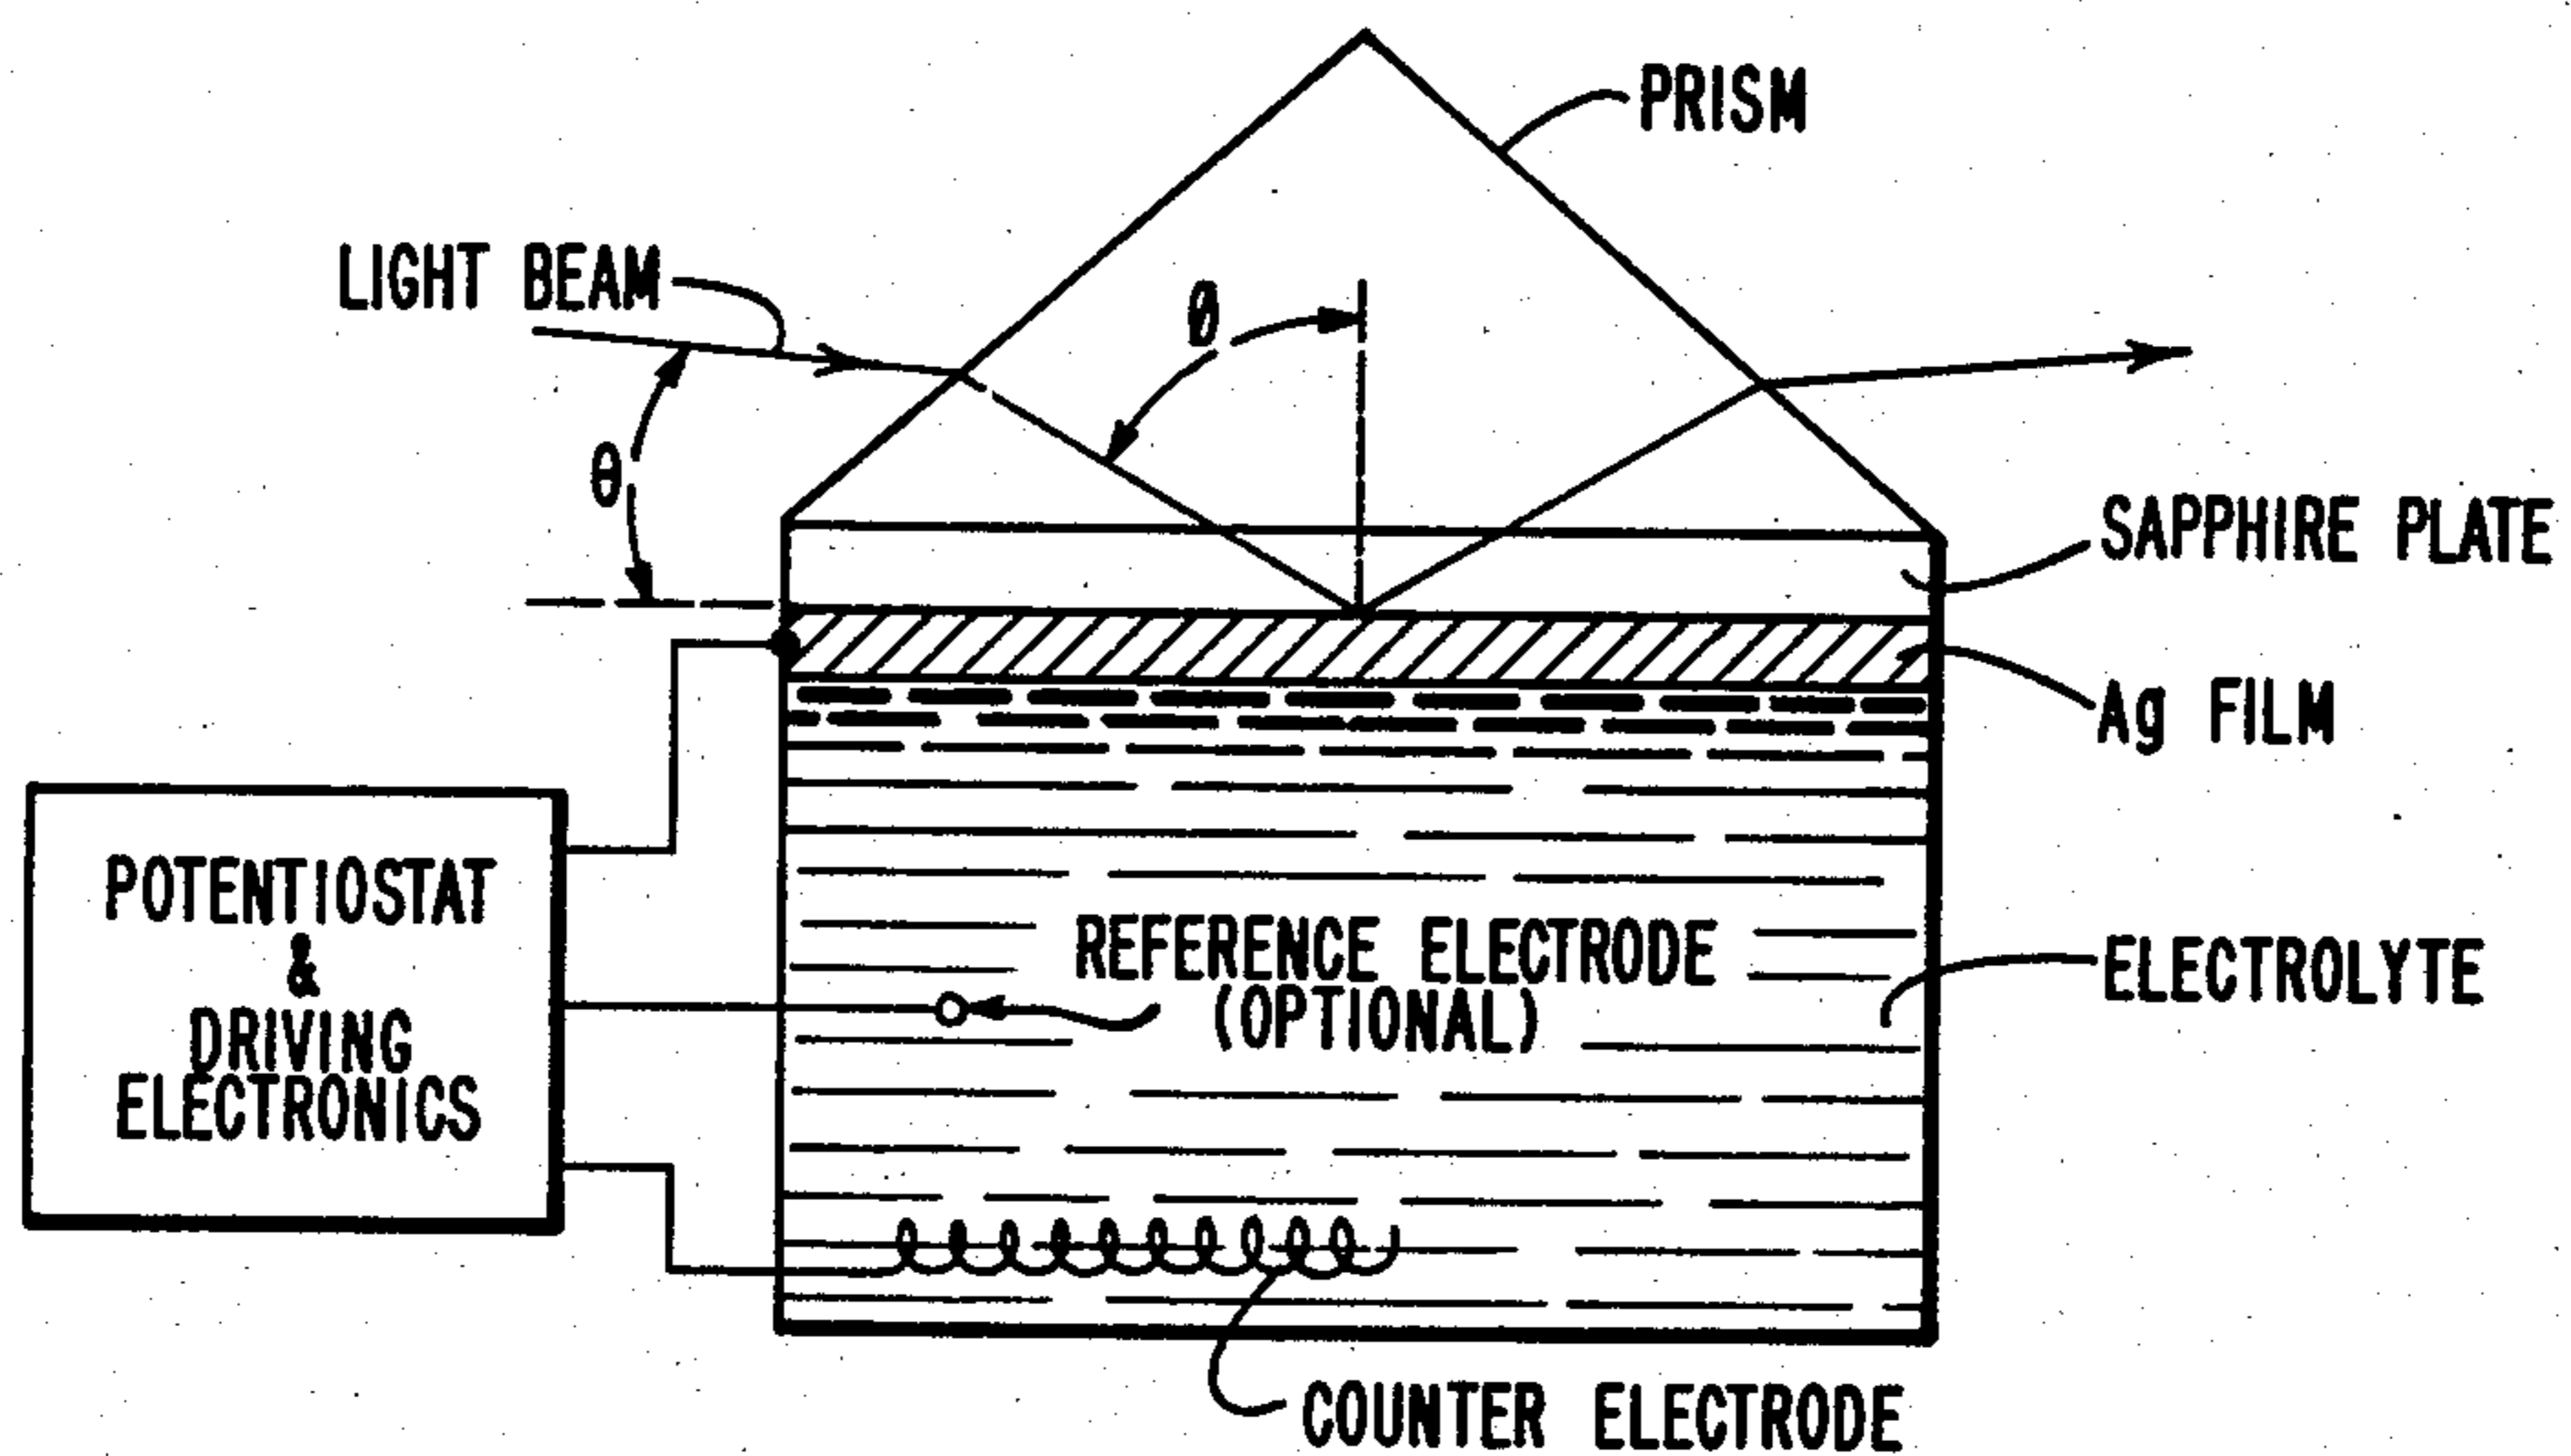 PRISM
LIGHT BEAM
Ø
θ
SAPPHIRE PLATE
Ag FILM
POTENTIOSTAT
&
DRIVING
ELECTRONICS
REFERENCE ELECTRODE
(OPTIONAL)
ELECTROLYTE
COUNTER ELECTRODE